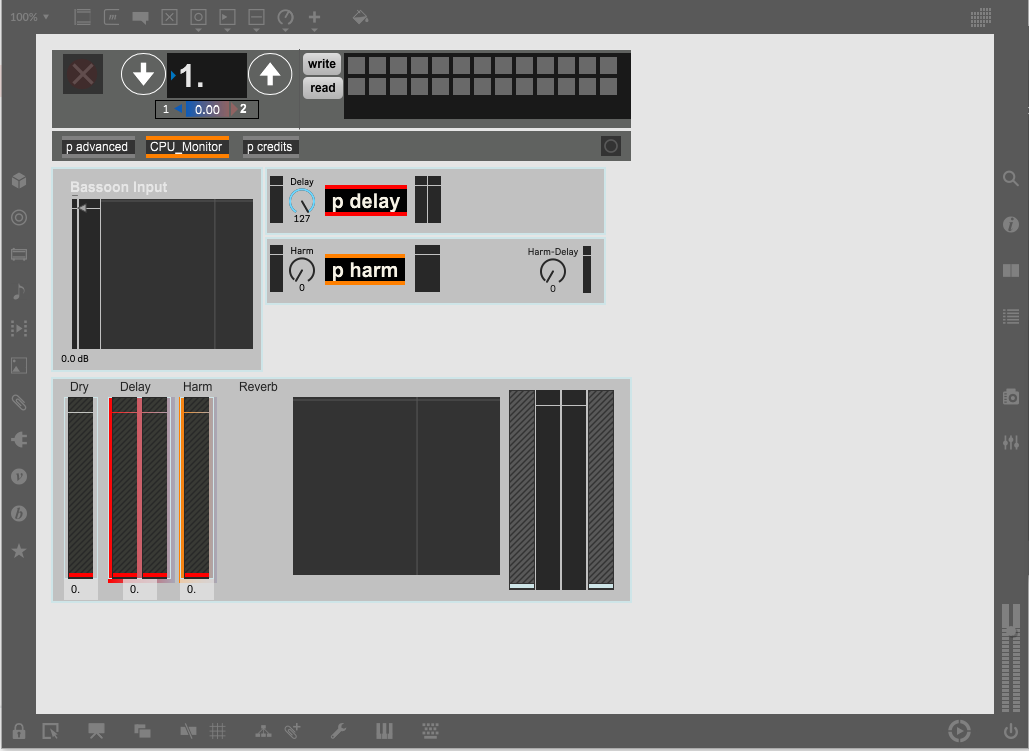 100%
m
1.
write
read
1 0.00 2
p advanced CPU_Monitor p credits
Bassoon Input
Delay
p delay
127
Harm
p harm
0
Harm-Delay
0
0.0 dB
Dry Delay Harm Reverb
0. 0. 0.
i
v
b